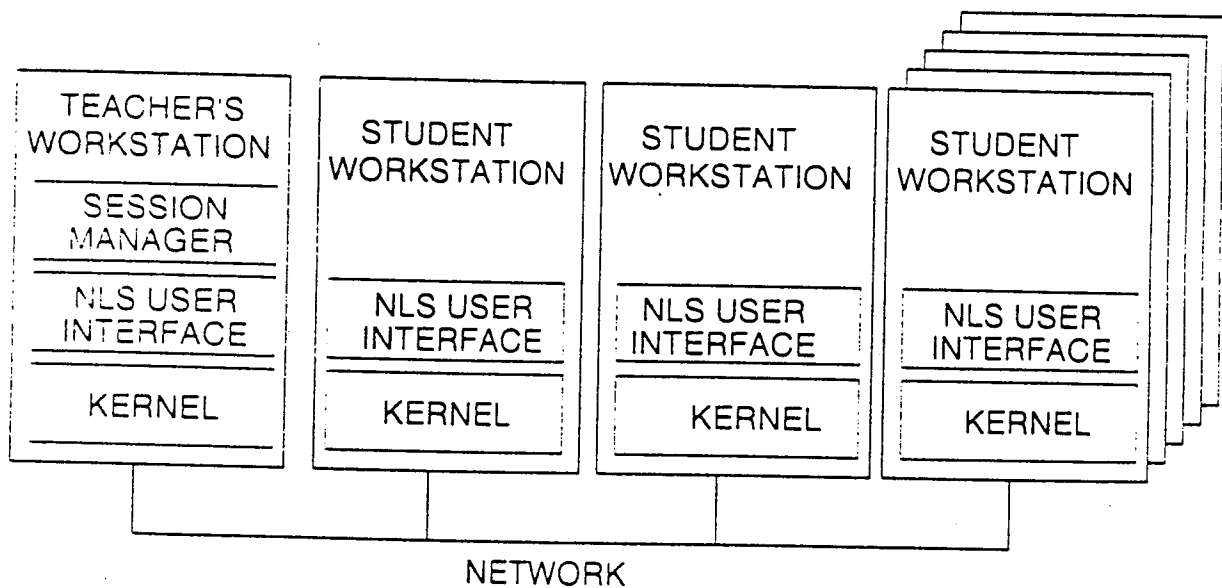 TEACHER'S
WORKSTATION
SESSION
MANAGER
NLS USER
INTERFACE
KERNEL
STUDENT
WORKSTATION
NLS USER
INTERFACE
KERNEL
STUDENT
WORKSTATION
NLS USER
INTERFACE
KERNEL
STUDENT
WORKSTATION
NLS USER
INTERFACE
KERNEL
NETWORK